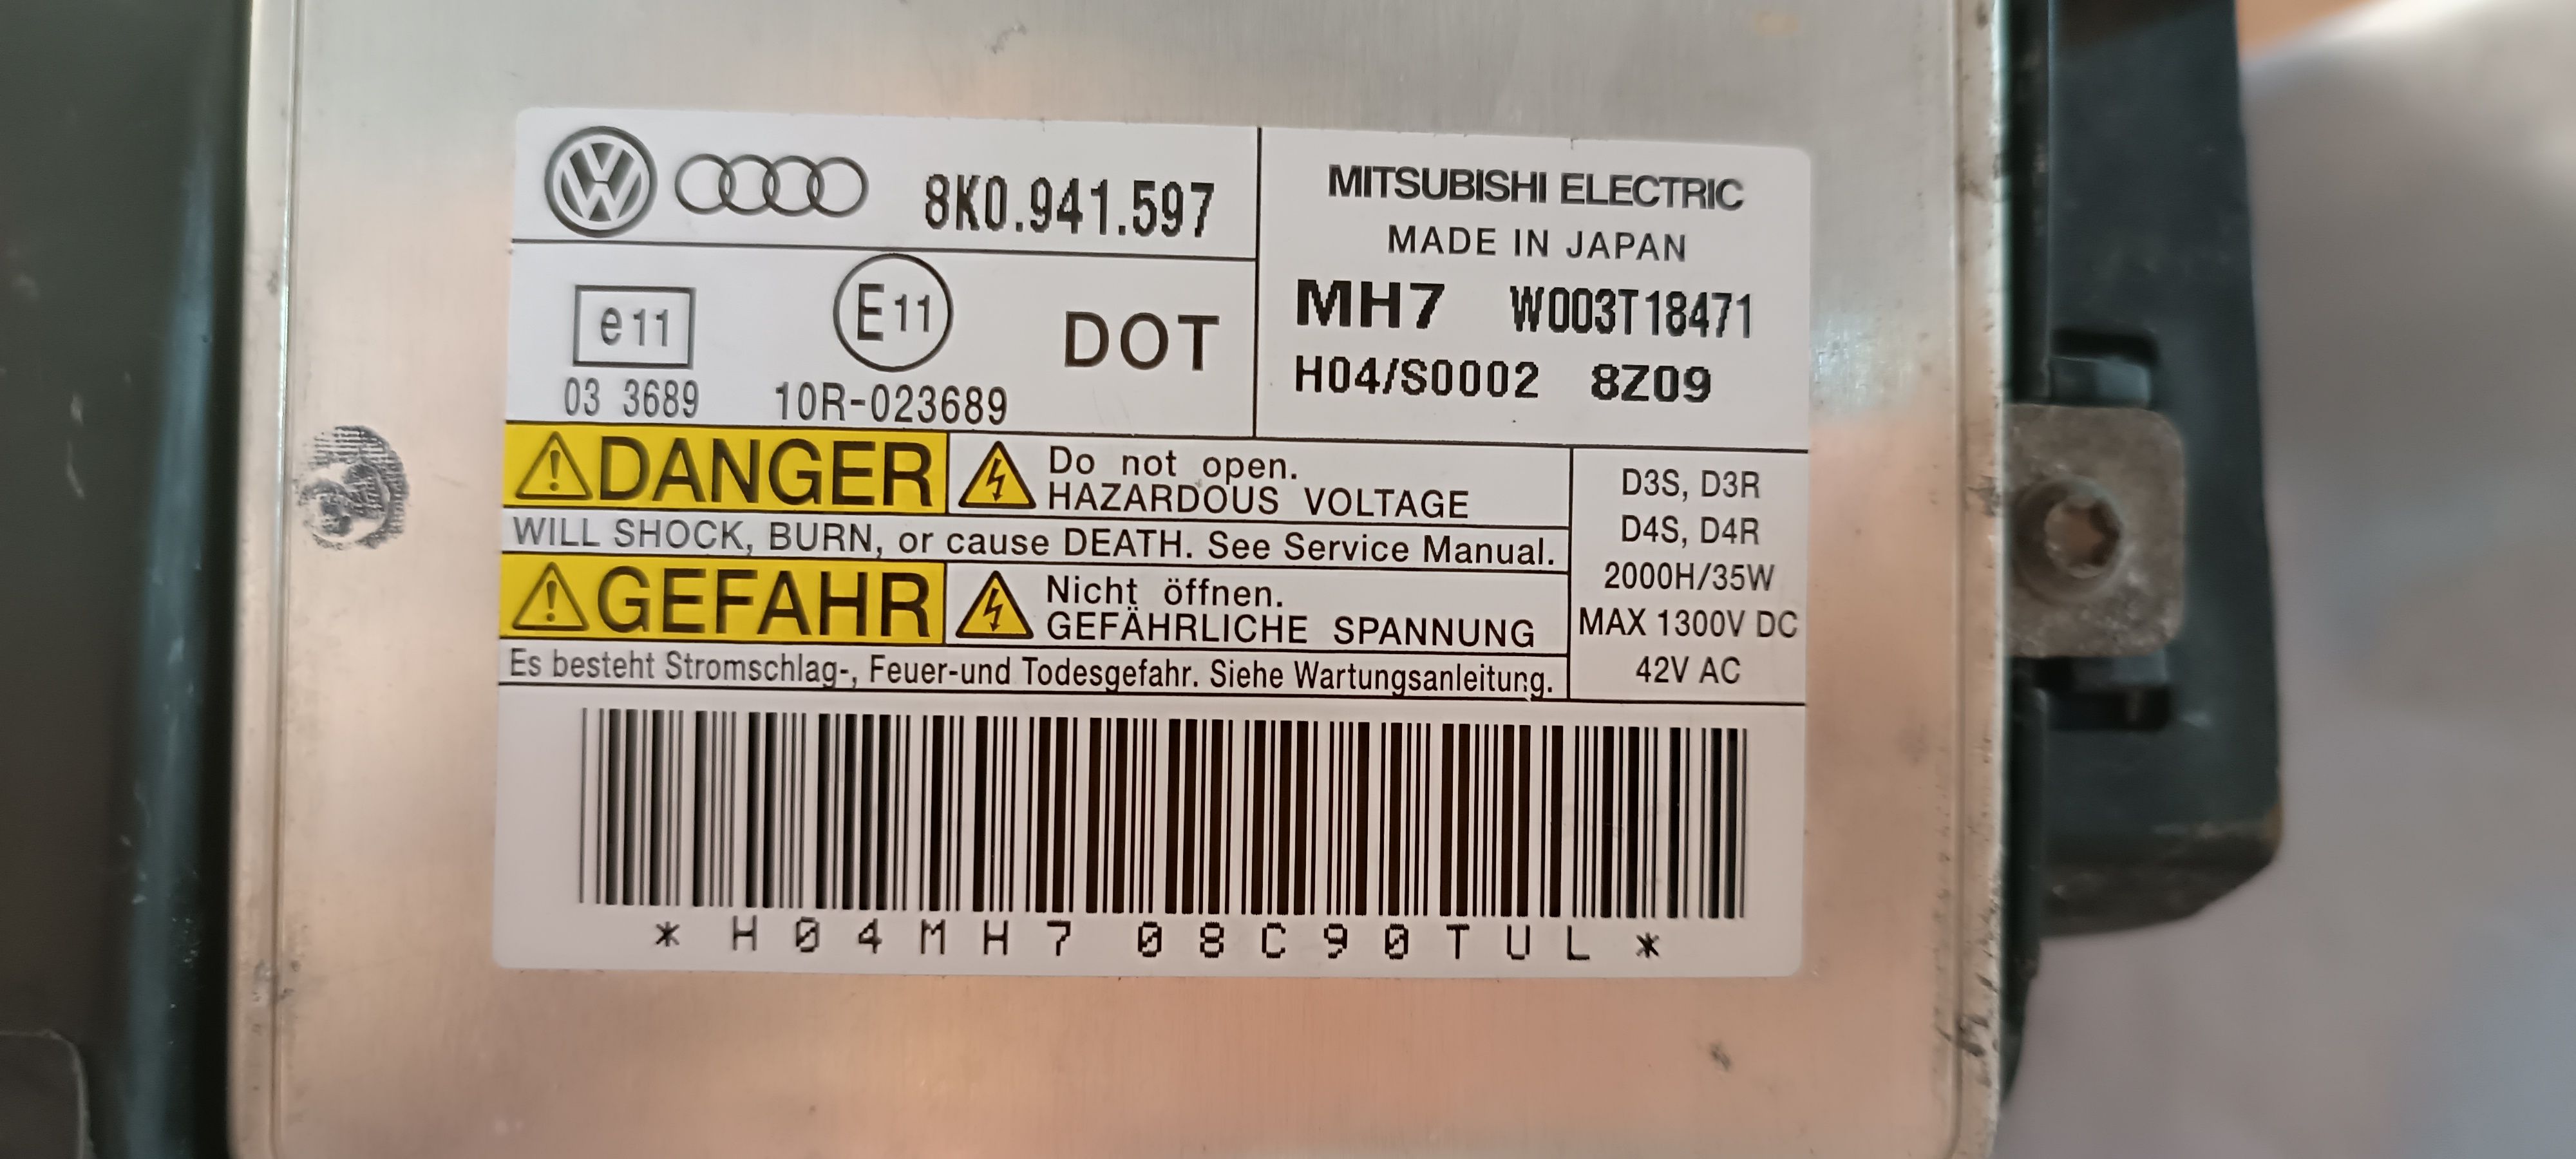 8K0.941.597
MITSUBISHI ELECTRIC
MADE IN JAPAN
MH7 W003T18471
H04/S0002 8Z09
e11
03 3689
E11
10R-023689
DOT
DANGER
Do not open.
HAZARDOUS VOLTAGE
WILL SHOCK, BURN, or cause DEATH. See Service Manual.
GEFAHR
Nicht öffnen.
GEFÄHRLICHE SPANNUNG
Es besteht Stromschlag-, Feuer-und Todesgefahr. Siehe Wartungsanleitung.
D3S, D3R
D4S, D4R
2000H/35W
MAX 1300V DC
42V AC
*H04MH7 08C90TUL*